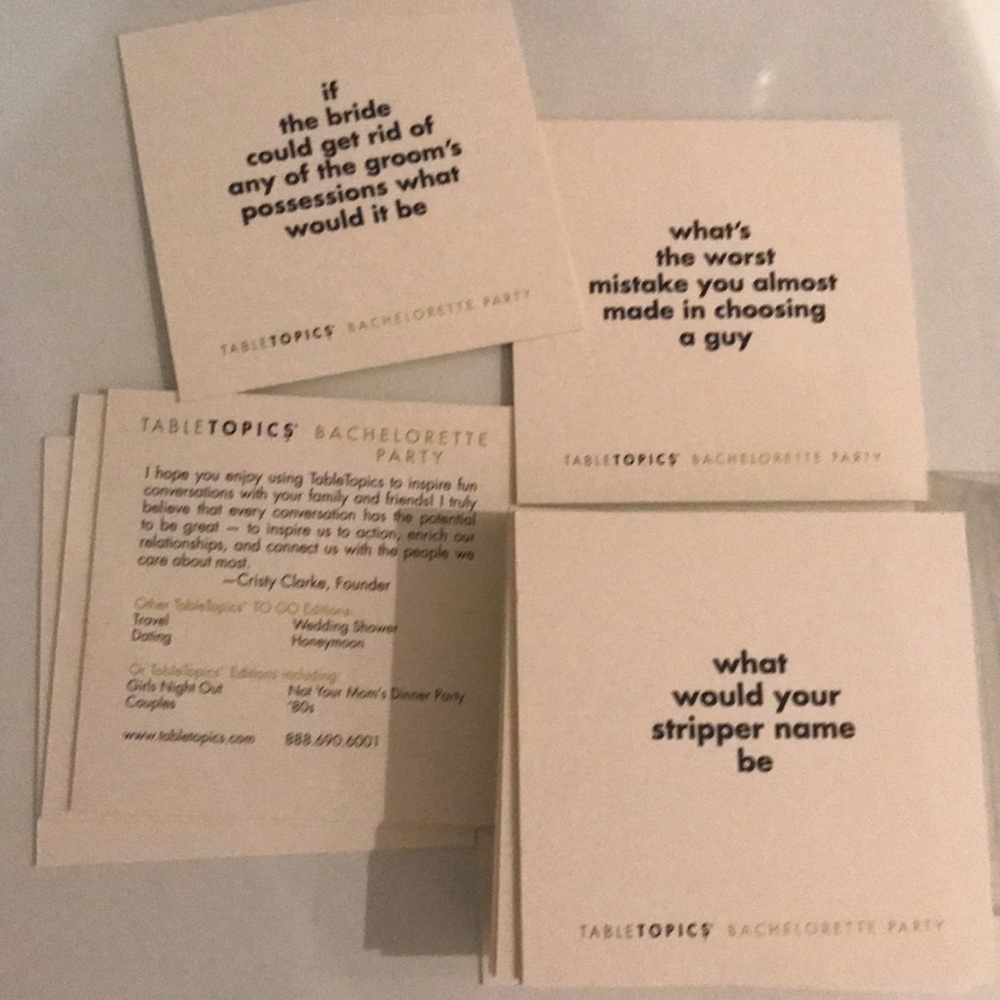 if
the bride
could get rid of
any of the groom's
possessions what
would it be
TABLETOPICS® BACHELORETTE PARTY
what's
the worst
mistake you almost
made in choosing
a guy
TABLETOPICS® BACHELORETTE PARTY
TABLETOPICS® BACHELORETTE
PARTY
I hope you enjoy using TableTopics to inspire fun
conversations with your family and friends! I truly
believe that every conversation has the potential
to be great — to inspire us to action, enrich our
relationships, and connect us with the people we
care about most.
~Cristy Clarke, Founder
Other TableTopics® TO GO Editions:
Travel Wedding Shower
Dating Honeymoon
Or TableTopics® Editions including:
Girls Night Out Not Your Mom's Dinner Party
Couples '80s
www.tabletopics.com 888.690.6001
what
would your
stripper name
be
TABLETOPICS® BACHELORETTE PARTY